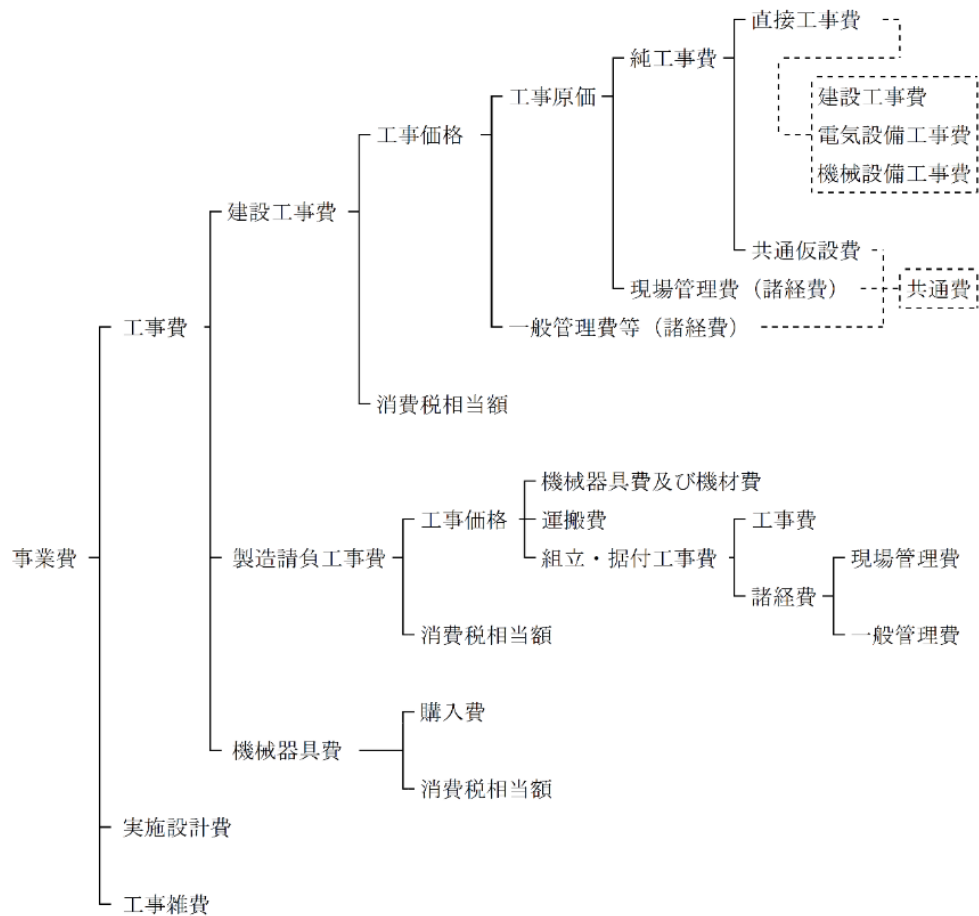 直接工事費
純工事費
建設工事費
工事原価
電気設備工事費
工事価格
機械設備工事費
建設工事費
共通仮設費
現場管理費（諸経費）
共通費
工事費
一般管理費等（諸経費）
消費税相当額
機械器具費及び機材費
工事価格
運搬費
工事費
事業費
製造請負工事費
組立・据付工事費
現場管理費
諸経費
消費税相当額
一般管理費
購入費
機械器具費
消費税相当額
実施設計費
工事雑費